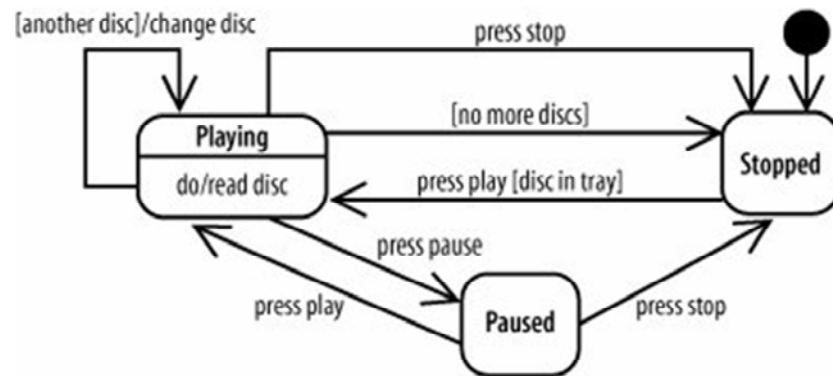 [another disc]/change disc
press stop
[no more discs]
Playing
do/read disc
Stopped
press play [disc in tray]
press pause
press play
Paused
press stop